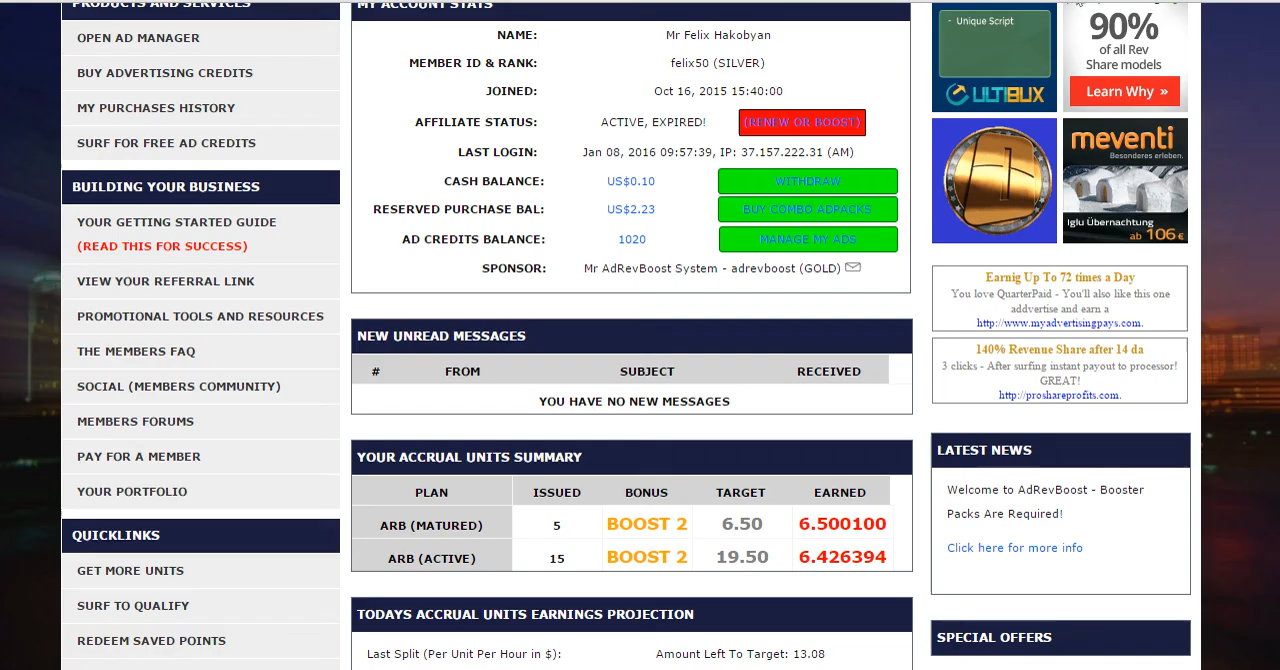 PRODUCTS AND SERVICES
OPEN AD MANAGER
BUY ADVERTISING CREDITS
MY PURCHASES HISTORY
SURF FOR FREE AD CREDITS
BUILDING YOUR BUSINESS
YOUR GETTING STARTED GUIDE
(READ THIS FOR SUCCESS)
VIEW YOUR REFERRAL LINK
PROMOTIONAL TOOLS AND RESOURCES
THE MEMBERS FAQ
SOCIAL (MEMBERS COMMUNITY)
MEMBERS FORUMS
PAY FOR A MEMBER
YOUR PORTFOLIO
QUICKLINKS
GET MORE UNITS
SURF TO QUALIFY
REDEEM SAVED POINTS
MY ACCOUNT STATS
NAME: Mr Felix Hakobyan
MEMBER ID & RANK: felix50 (SILVER)
JOINED: Oct 16, 2015 15:40:00
AFFILIATE STATUS: ACTIVE, EXPIRED! (RENEW OR BOOST)
LAST LOGIN: Jan 08, 2016 09:57:39, IP: 37.157.222.31 (AM)
CASH BALANCE: US$0.10 WITHDRAW
RESERVED PURCHASE BAL: US$2.23 BUY COMBO ADPACKS
AD CREDITS BALANCE: 1020 MANAGE MY ADS
SPONSOR: Mr AdRevBoost System - adrevboost (GOLD)
NEW UNREAD MESSAGES
# FROM SUBJECT RECEIVED
YOU HAVE NO NEW MESSAGES
YOUR ACCRUAL UNITS SUMMARY
PLAN ISSUED BONUS TARGET EARNED
ARB (MATURED) 5 BOOST 2 6.50 6.500100
ARB (ACTIVE) 15 BOOST 2 19.50 6.426394
TODAYS ACCRUAL UNITS EARNINGS PROJECTION
Last Split (Per Unit Per Hour in $): Amount Left To Target: 13.08
- Unique Script
ULTIBUX
90%
of all Rev
Share models
Learn Why »
meventi
Besonderes erleben.
Iglu Übernachtung
ab 106 €
Earnig Up To 72 times a Day
You love QuarterPaid - You'll also like this one
addvertise and earn a
http://www.myadvertisingpays.com.
140% Revenue Share after 14 da
3 clicks - After surfing instant payout to processor!
GREAT!
http://proshareprofits.com.
LATEST NEWS
Welcome to AdRevBoost - Booster
Packs Are Required!
Click here for more info
SPECIAL OFFERS